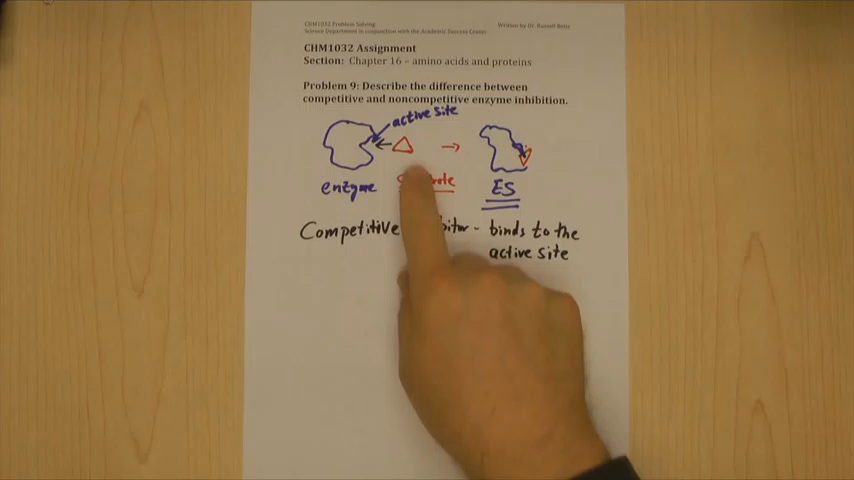 CHM1032 Problem Solving
Science Department in conjunction with the Academic Success Center
Written by Dr. Russell Betts
CHM1032 Assignment
Section: Chapter 16 – amino acids and proteins
Problem 9: Describe the difference between
competitive and noncompetitive enzyme inhibition.
active site
enzyme
ES
Competitive - binds to the
active site